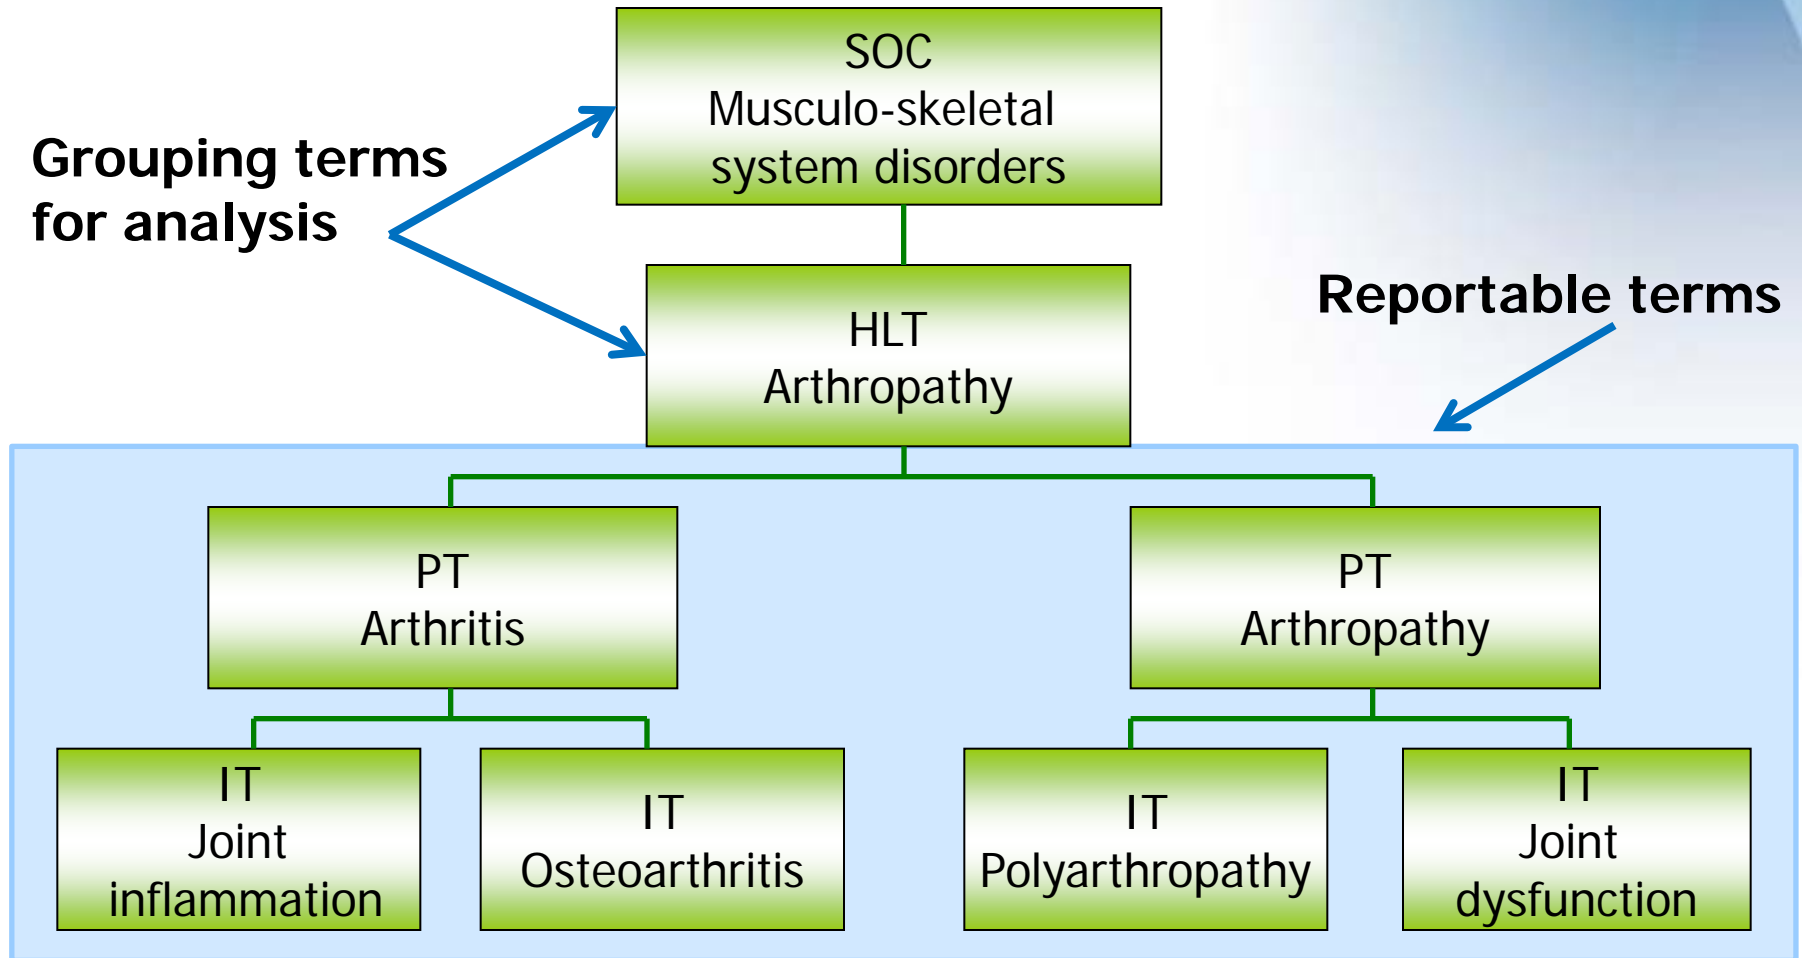 SOC
Musculo-skeletal
system disorders
Grouping terms
for analysis
HLT
Arthropathy
Reportable terms
PT
Arthritis
PT
Arthropathy
IT
Joint
inflammation
IT
Osteoarthritis
IT
Polyarthropathy
IT
Joint
dysfunction